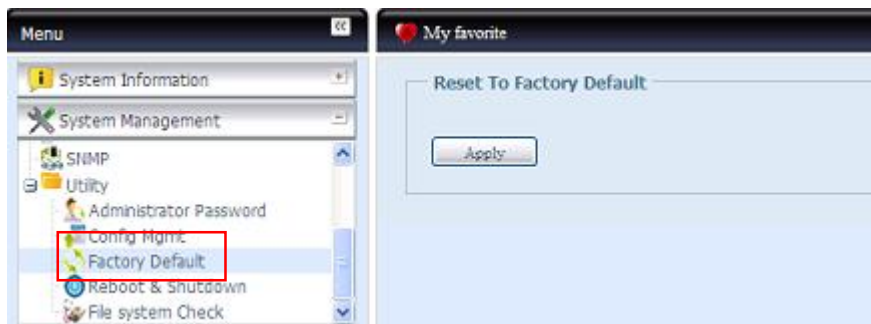 Menu
System Information
System Management
SNMP
Utility
Administrator Password
Config Mgmt
Factory Default
Reboot & Shutdown
File system Check
My favorite
Reset To Factory Default
Apply